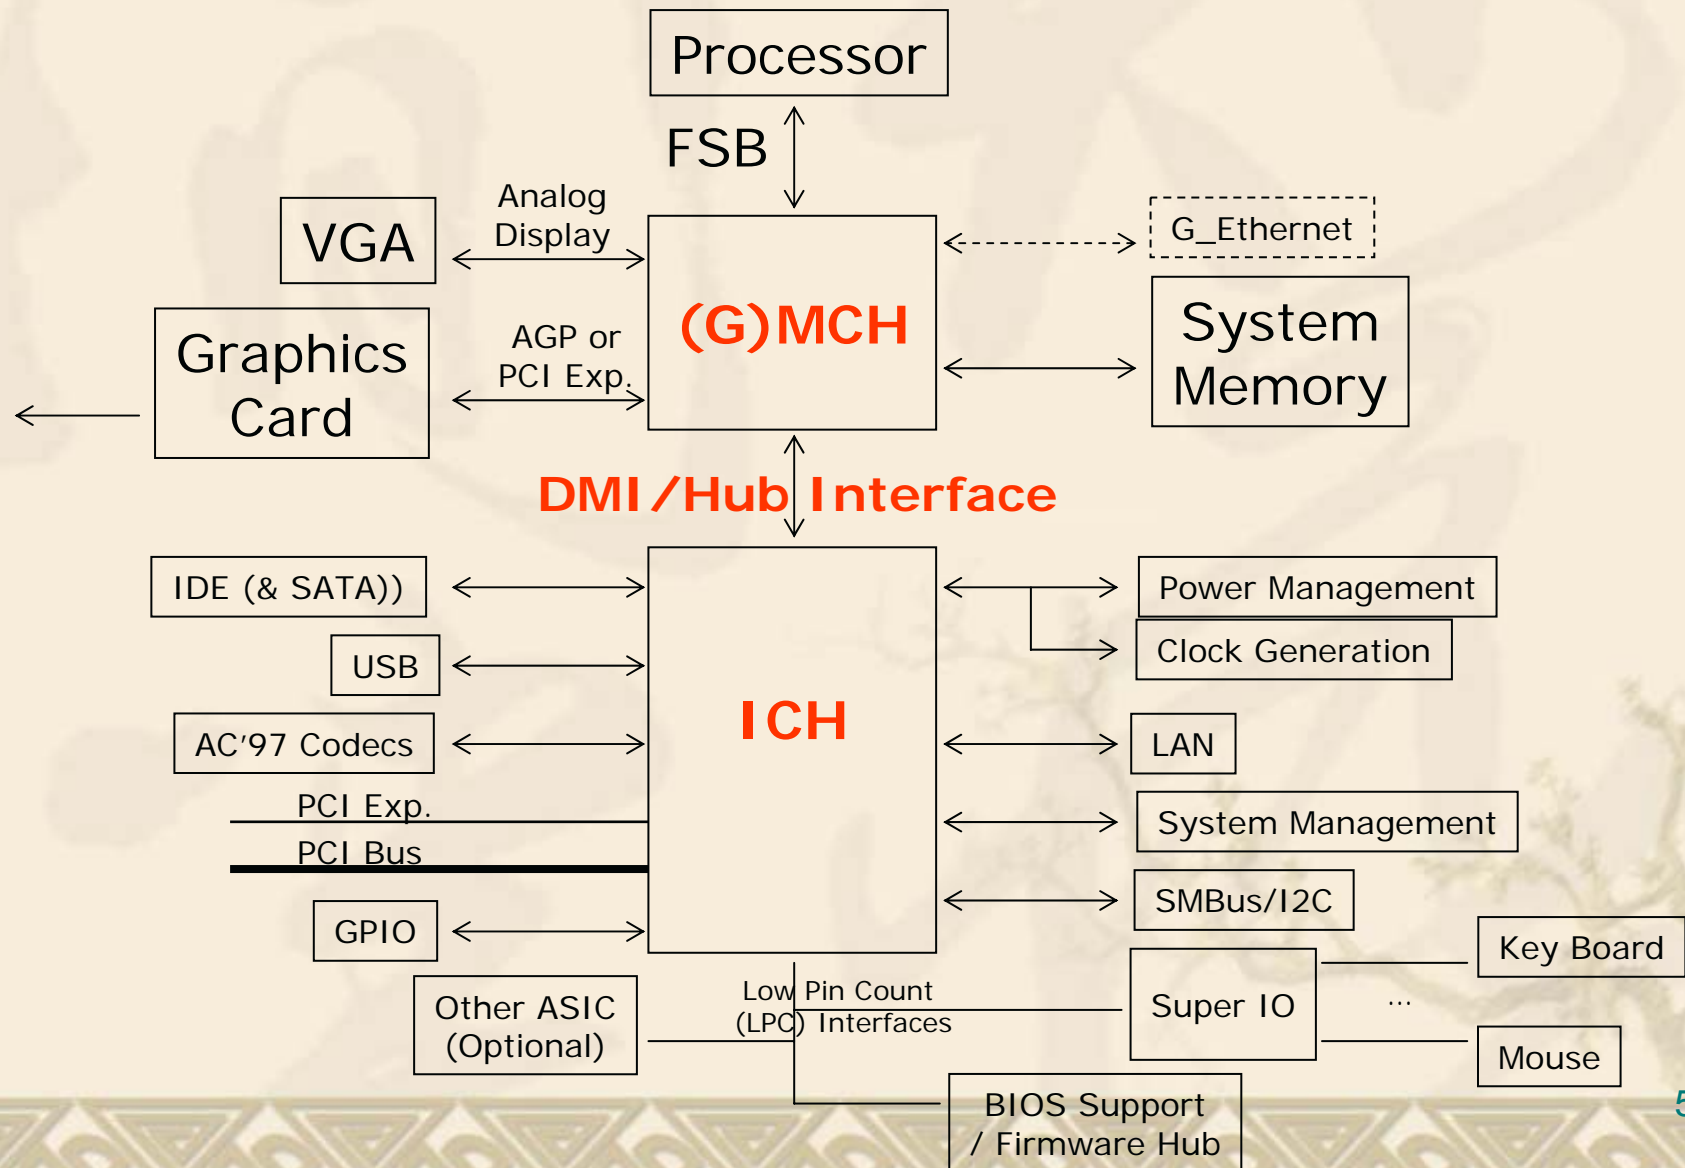 Processor
FSB
VGA
Analog
Display
G_Ethernet
Graphics
Card
AGP or
PCI Exp.
(G)MCH
System
Memory
DMI/Hub Interface
IDE (& SATA))
USB
AC'97 Codecs
PCI Exp.
PCI Bus
GPIO
ICH
Power Management
Clock Generation
LAN
System Management
SMBus/I2C
Other ASIC
(Optional)
Low Pin Count
(LPC) Interfaces
Super IO
Key Board
...
Mouse
BIOS Support
/ Firmware Hub
5